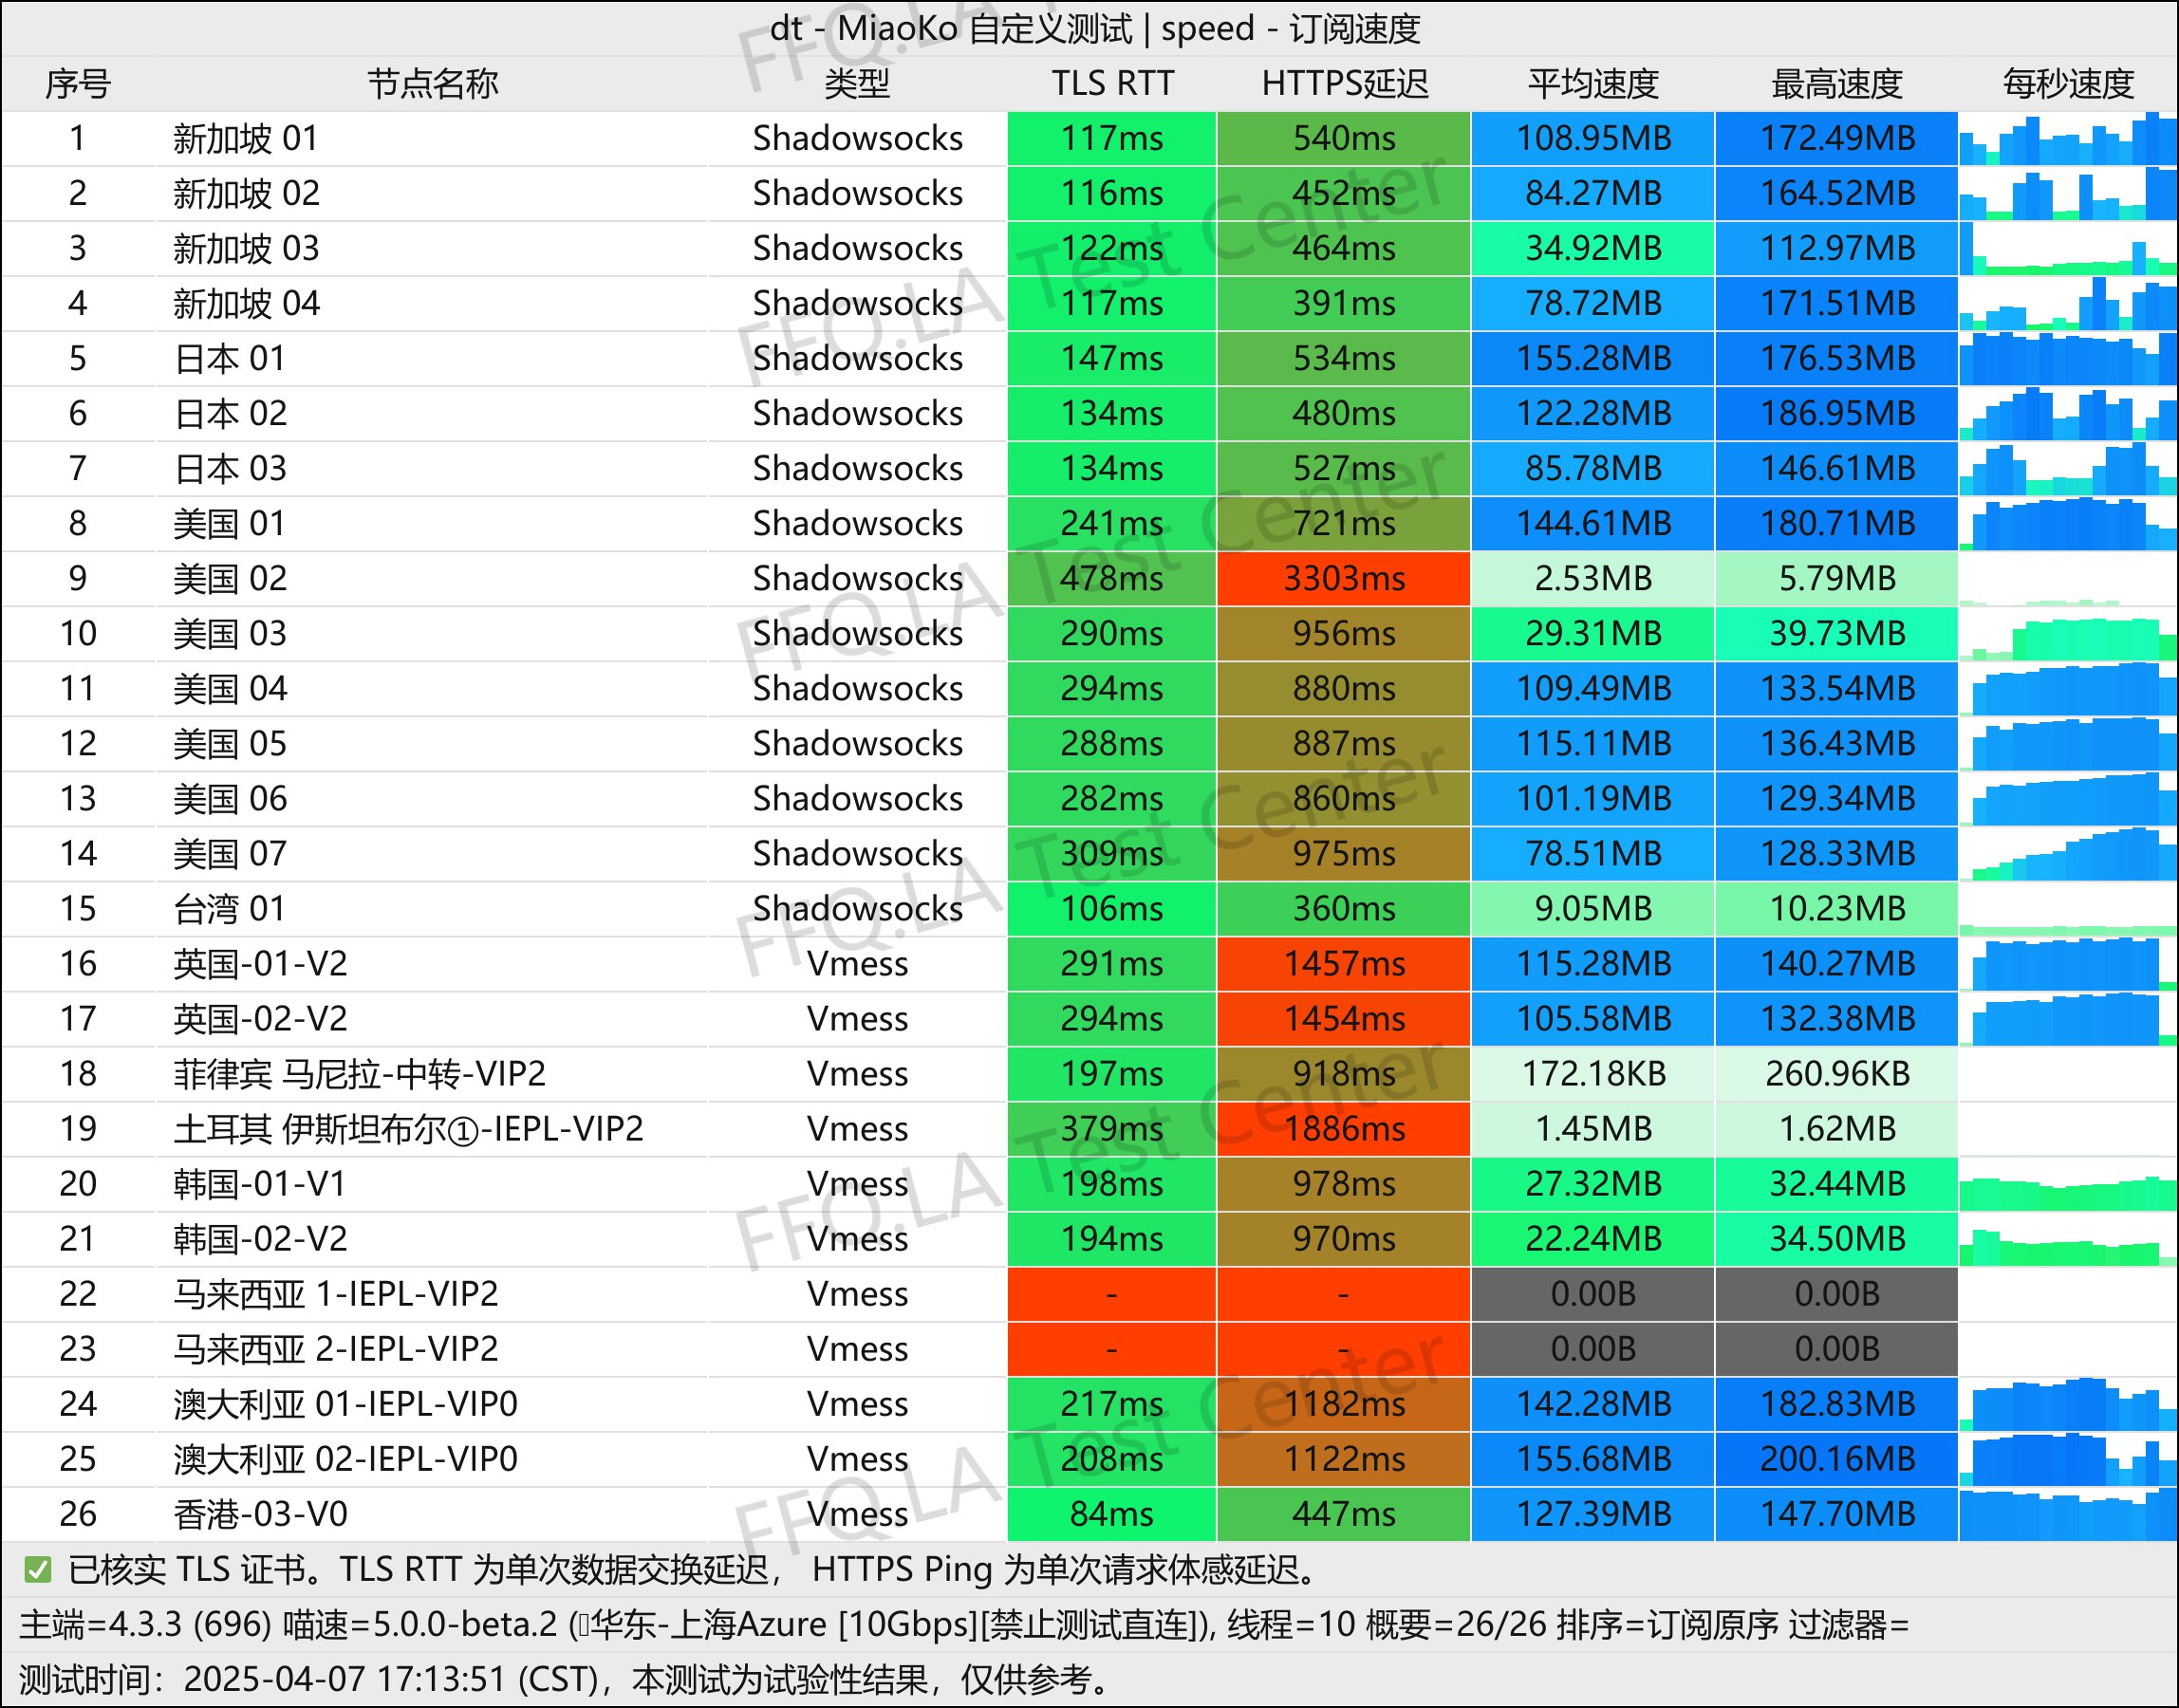 dt - MiaoKo 自定义测试 | speed - 订阅速度
序号 节点名称 类型 TLS RTT HTTPS延迟 平均速度 最高速度 每秒速度
1 新加坡 01 Shadowsocks 117ms 540ms 108.95MB 172.49MB
2 新加坡 02 Shadowsocks 116ms 452ms 84.27MB 164.52MB
3 新加坡 03 Shadowsocks 122ms 464ms 34.92MB 112.97MB
4 新加坡 04 Shadowsocks 117ms 391ms 78.72MB 171.51MB
5 日本 01 Shadowsocks 147ms 534ms 155.28MB 176.53MB
6 日本 02 Shadowsocks 134ms 480ms 122.28MB 186.95MB
7 日本 03 Shadowsocks 134ms 527ms 85.78MB 146.61MB
8 美国 01 Shadowsocks 241ms 721ms 144.61MB 180.71MB
9 美国 02 Shadowsocks 478ms 3303ms 2.53MB 5.79MB
10 美国 03 Shadowsocks 290ms 956ms 29.31MB 39.73MB
11 美国 04 Shadowsocks 294ms 880ms 109.49MB 133.54MB
12 美国 05 Shadowsocks 288ms 887ms 115.11MB 136.43MB
13 美国 06 Shadowsocks 282ms 860ms 101.19MB 129.34MB
14 美国 07 Shadowsocks 309ms 975ms 78.51MB 128.33MB
15 台湾 01 Shadowsocks 106ms 360ms 9.05MB 10.23MB
16 英国-01-V2 Vmess 291ms 1457ms 115.28MB 140.27MB
17 英国-02-V2 Vmess 294ms 1454ms 105.58MB 132.38MB
18 菲律宾 马尼拉-中转-VIP2 Vmess 197ms 918ms 172.18KB 260.96KB
19 土耳其 伊斯坦布尔①-IEPL-VIP2 Vmess 379ms 1886ms 1.45MB 1.62MB
20 韩国-01-V1 Vmess 198ms 978ms 27.32MB 32.44MB
21 韩国-02-V2 Vmess 194ms 970ms 22.24MB 34.50MB
22 马来西亚 1-IEPL-VIP2 Vmess - - 0.00B 0.00B
23 马来西亚 2-IEPL-VIP2 Vmess - - 0.00B 0.00B
24 澳大利亚 01-IEPL-VIP0 Vmess 217ms 1182ms 142.28MB 182.83MB
25 澳大利亚 02-IEPL-VIP0 Vmess 208ms 1122ms 155.68MB 200.16MB
26 香港-03-V0 Vmess 84ms 447ms 127.39MB 147.70MB
✅ 已核实 TLS 证书。TLS RTT 为单次数据交换延迟， HTTPS Ping 为单次请求体感延迟。
主端=4.3.3 (696) 喵速=5.0.0-beta.2 (华东-上海Azure [10Gbps][禁止测试直连]), 线程=10 概要=26/26 排序=订阅原序 过滤器=
测试时间：2025-04-07 17:13:51 (CST)，本测试为试验性结果，仅供参考。
FFQ.LA Test Center
FFQ.LA Test Center
FFQ.LA Test Center
FFQ.LA Test Center
FFQ.LA Test Center
FFQ.LA